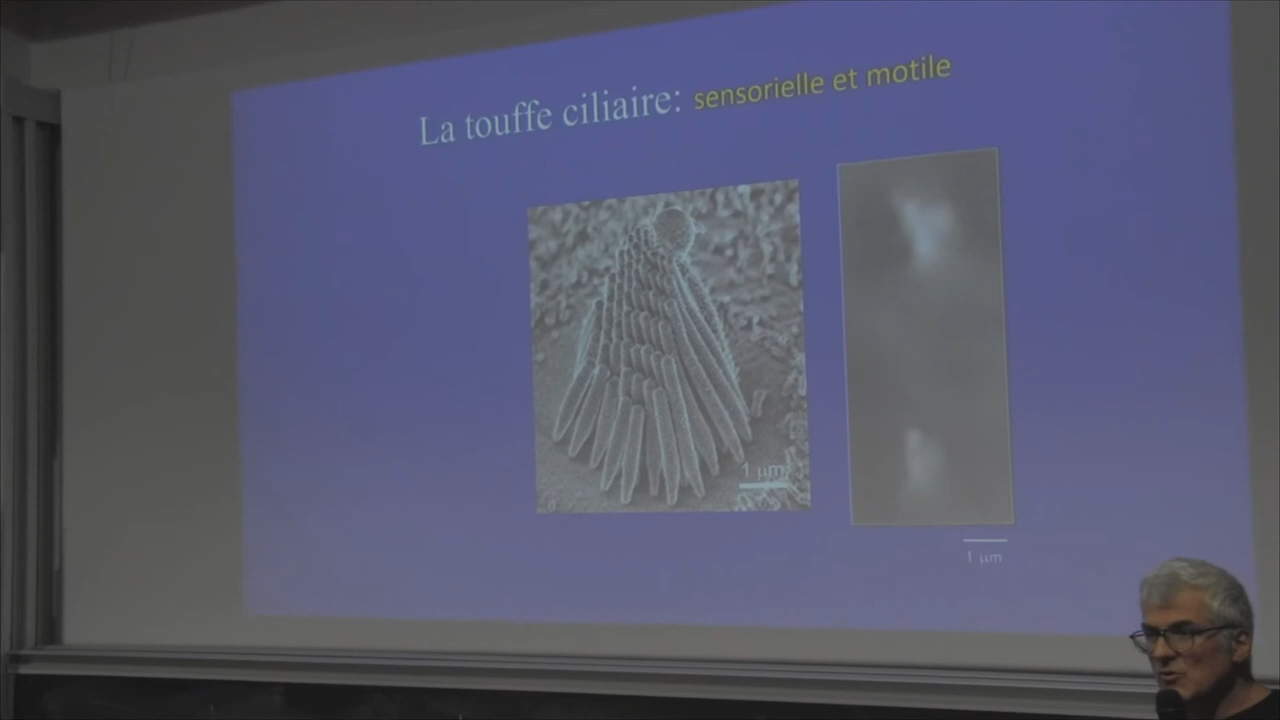 La touffe ciliaire: sensorielle et motile
1 μm
1 μm